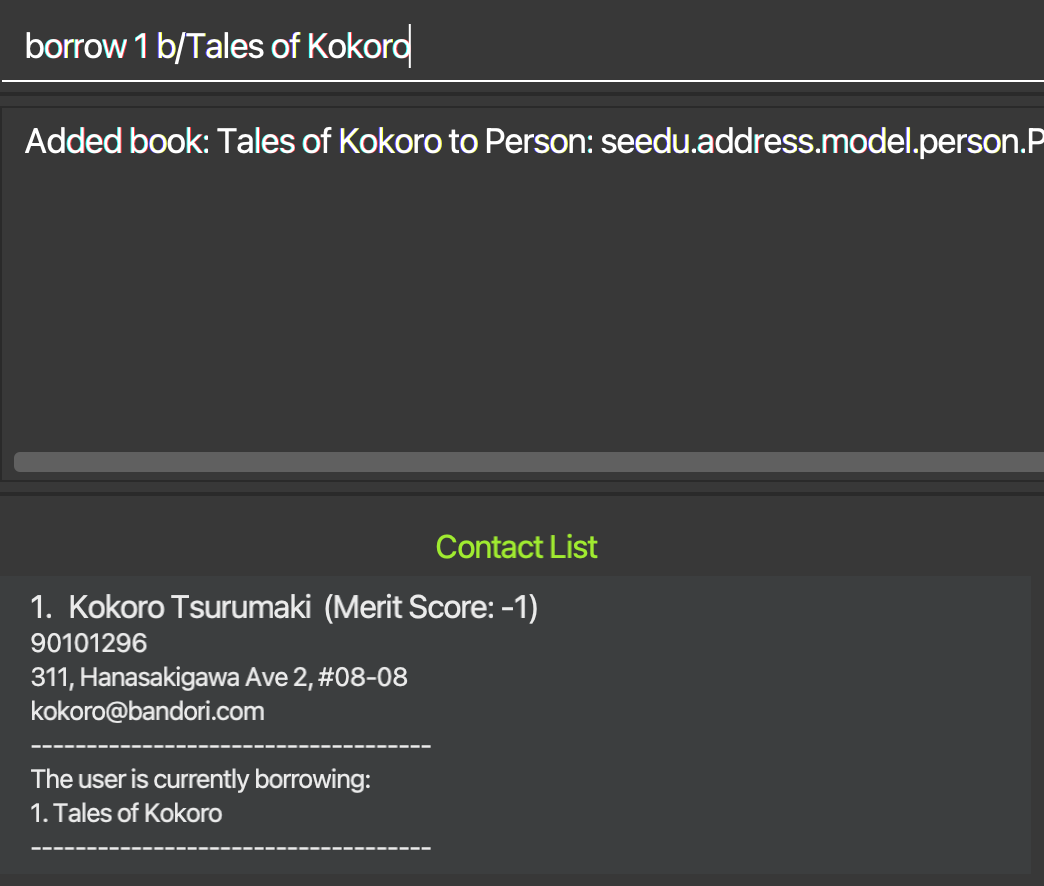 borrow 1 b/Tales of Kokoro
Added book: Tales of Kokoro to Person: seedu.address.model.person.P
Contact List
1. Kokoro Tsurumaki (Merit Score: -1)
90101296
311, Hanasakigawa Ave 2, #08-08
kokoro@bandori.com
------------------------------------
The user is currently borrowing:
1. Tales of Kokoro
------------------------------------